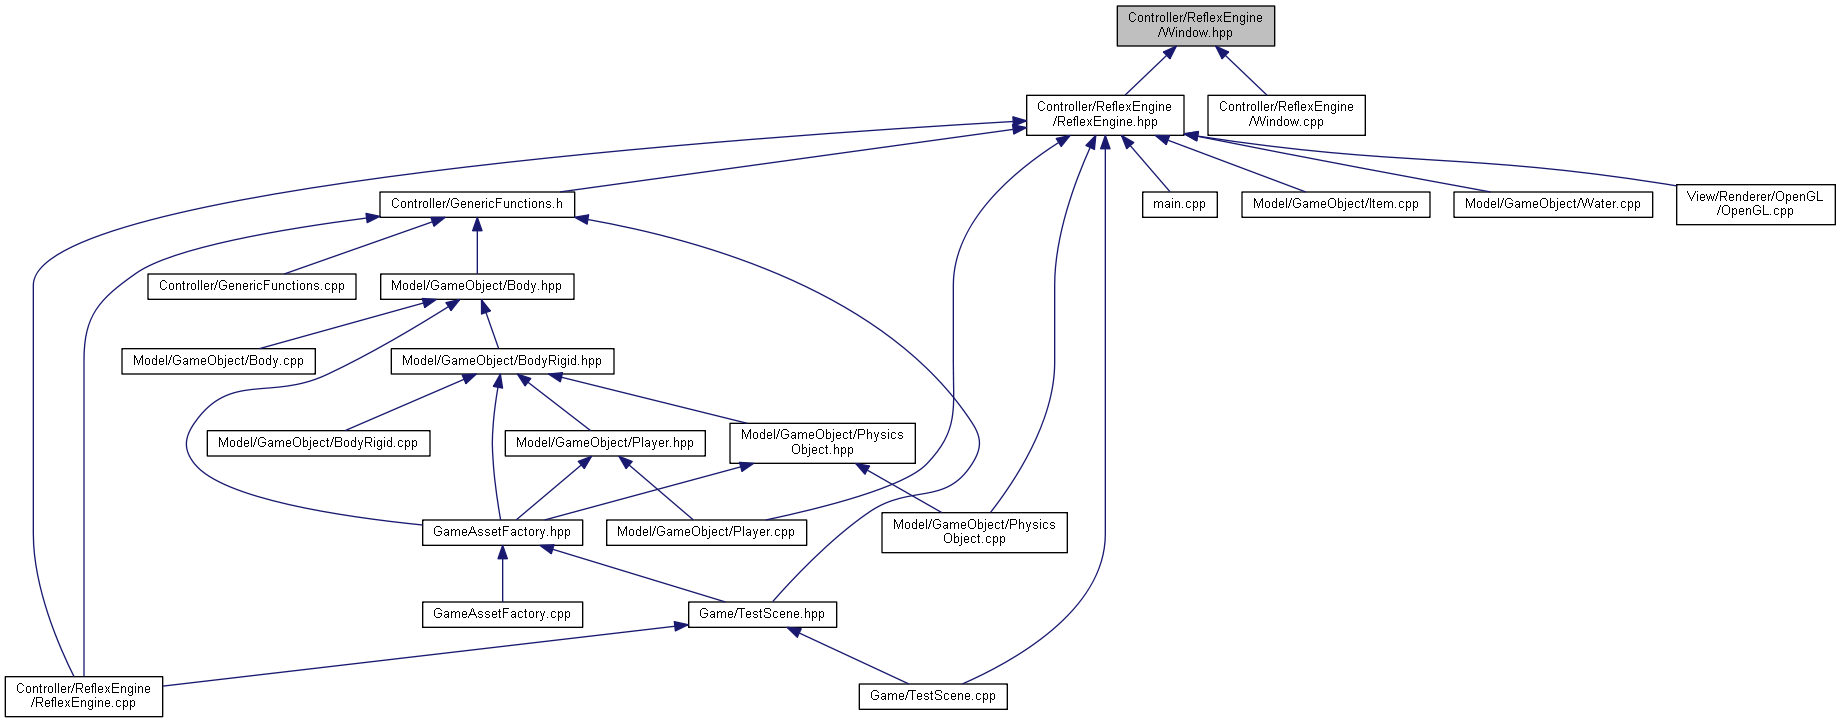 Controller/ReflexEngine
/Window.hpp
Controller/ReflexEngine
/ReflexEngine.hpp
Controller/ReflexEngine
/Window.cpp
Controller/GenericFunctions.h
main.cpp
Model/GameObject/Item.cpp
Model/GameObject/Water.cpp
View/Renderer/OpenGL
/OpenGL.cpp
Controller/GenericFunctions.cpp
Model/GameObject/Body.hpp
Model/GameObject/Body.cpp
Model/GameObject/BodyRigid.hpp
Model/GameObject/BodyRigid.cpp
Model/GameObject/Player.hpp
Model/GameObject/Physics
Object.hpp
GameAssetFactory.hpp
Model/GameObject/Player.cpp
Model/GameObject/Physics
Object.cpp
GameAssetFactory.cpp
Game/TestScene.hpp
Controller/ReflexEngine
/ReflexEngine.cpp
Game/TestScene.cpp